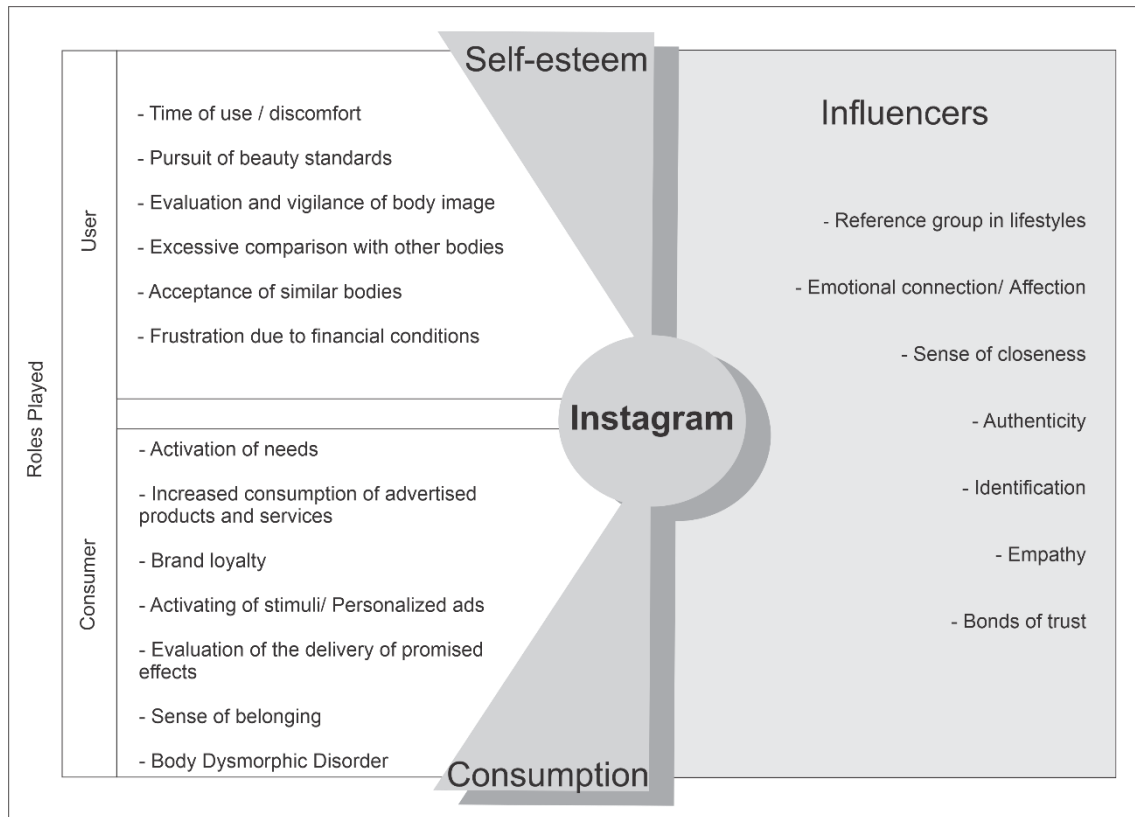 Self-esteem
Roles Played
User
- Time of use / discomfort
- Pursuit of beauty standards
- Evaluation and vigilance of body image
- Excessive comparison with other bodies
- Acceptance of similar bodies
- Frustration due to financial conditions
Instagram
Consumer
- Activation of needs
- Increased consumption of advertised
products and services
- Brand loyalty
- Activating of stimuli/ Personalized ads
- Evaluation of the delivery of promised
effects
- Sense of belonging
- Body Dysmorphic Disorder
Consumption
Influencers
- Reference group in lifestyles
- Emotional connection/ Affection
- Sense of closeness
- Authenticity
- Identification
- Empathy
- Bonds of trust